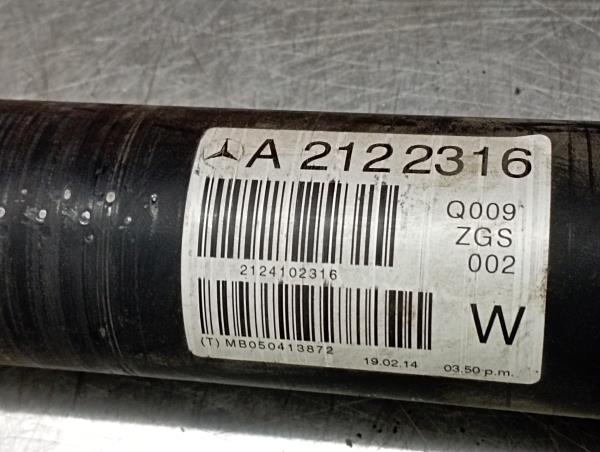 A 2122316
Q009
ZGS
002
2124102316
W
(T) MB050413872
19.02.14 03.50 p.m.